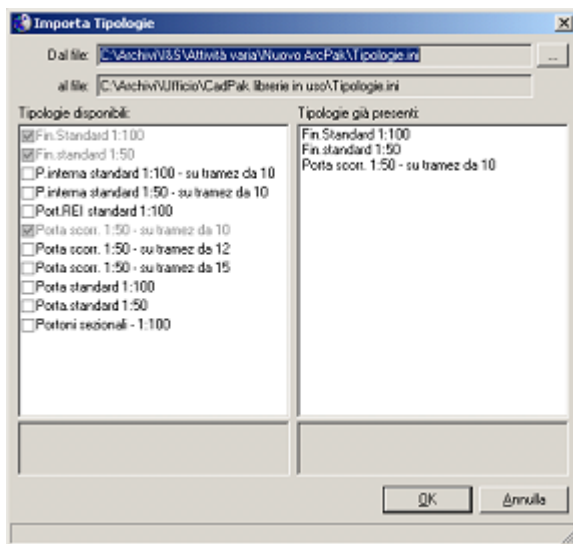 Importa Tipologie
Dal file: C:\Archivi\I&S\Attività varia\Nuovo ArcPak\Tipologie.ini ...
al file: C:\Archivi\Ufficio\CadPak librerie in uso\Tipologie.ini
Tipologie disponibili:
Fin.Standard 1:100
Fin.standard 1:50
P.interna standard 1:100 - su tramez da 10
P.interna standard 1:50 - su tramez da 10
Port.REI standard 1:100
Porta scorr. 1:50 - su tramez da 10
Porta scorr. 1:50 - su tramez da 12
Porta scorr. 1:50 - su tramez da 15
Porta standard 1:100
Porta.standard 1:50
Portoni sezionali - 1:100
Tipologie già presenti:
Fin.Standard 1:100
Fin.standard 1:50
Porta scorr. 1:50 - su tramez da 10
OK Annulla